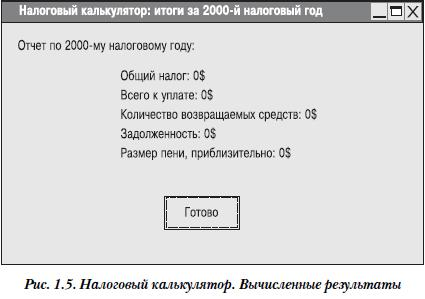 Налоговый калькулятор: итоги за 2000-й налоговый год
Отчет по 2000-му налоговому году:
Общий налог: 0$
Всего к уплате: 0$
Количество возвращаемых средств: 0$
Задолженность: 0$
Размер пени, приблизительно: 0$
Готово
Рис. 1.5. Налоговый калькулятор. Вычисленные результаты